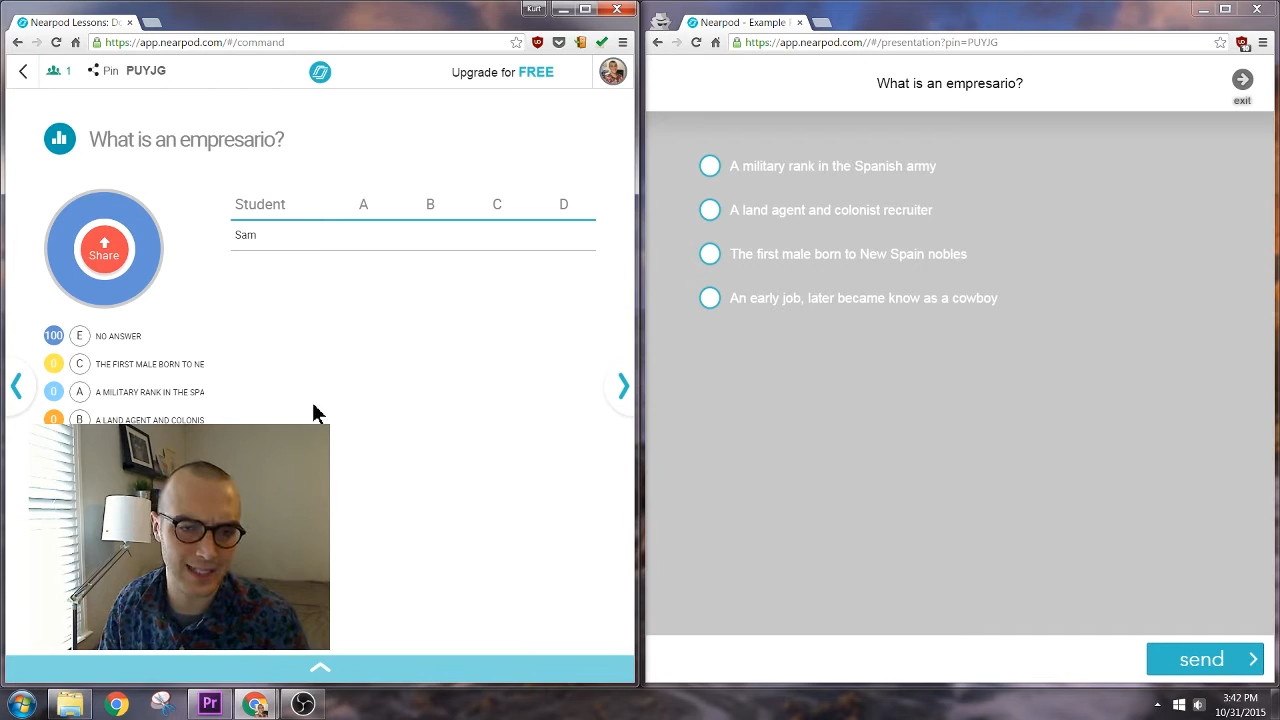 Kurt
Nearpod Lessons: Do
https://app.nearpod.com/#/command
1
Pin PUYJG
Upgrade for FREE
What is an empresario?
Share
Student A B C D
Sam
100 E NO ANSWER
0 C THE FIRST MALE BORN TO NE
0 A A MILITARY RANK IN THE SPA
0 B A LAND AGENT AND COLONIS
Nearpod - Example
https://app.nearpod.com//#/presentation?pin=PUYJG
10
What is an empresario?
exit
A military rank in the Spanish army
A land agent and colonist recruiter
The first male born to New Spain nobles
An early job, later became know as a cowboy
send
Pr
3:42 PM
10/31/2015